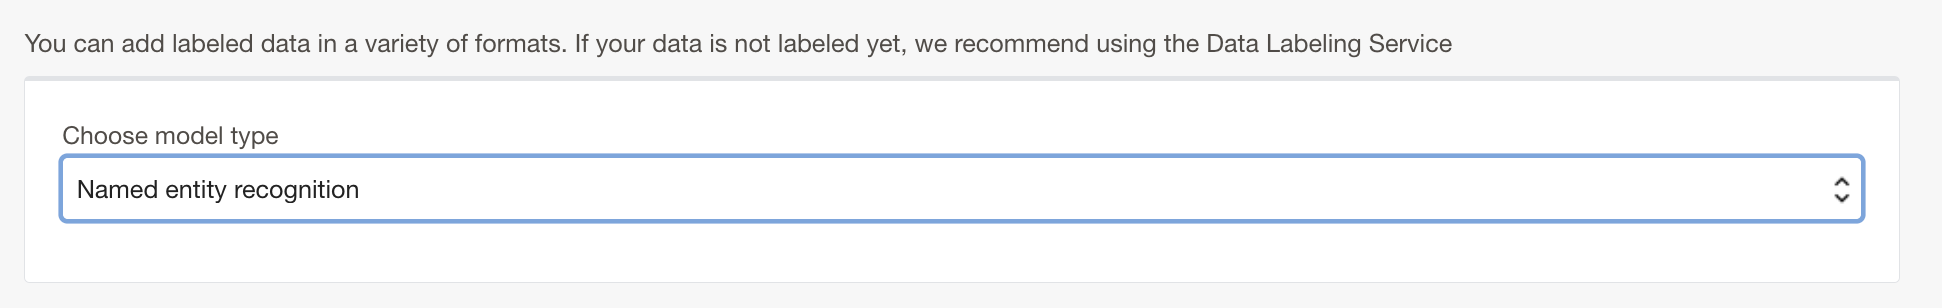 You can add labeled data in a variety of formats. If your data is not labeled yet, we recommend using the Data Labeling Service
Choose model type
Named entity recognition